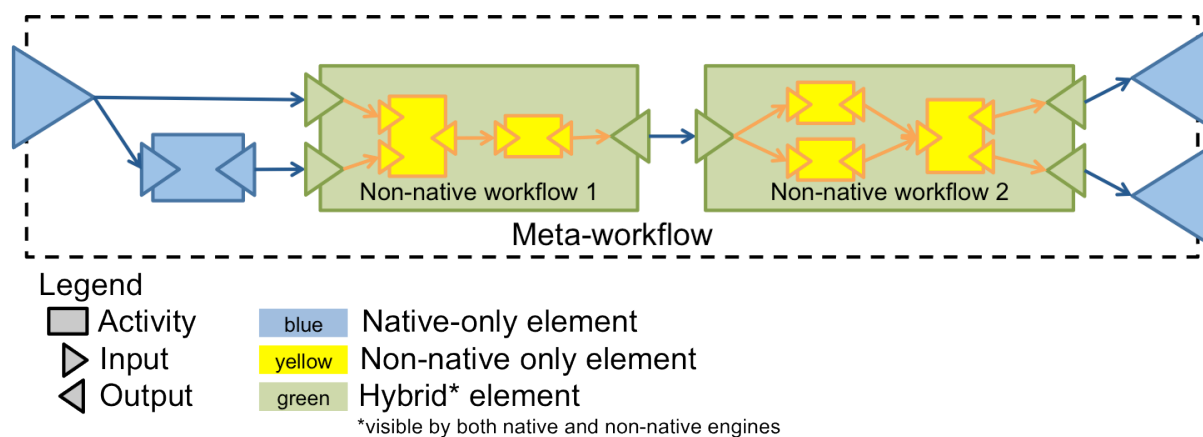 Non-native workflow 1
Non-native workflow 2
Meta-workflow
Legend
Activity
Input
Output
blue Native-only element
yellow Non-native only element
green Hybrid* element
*visible by both native and non-native engines